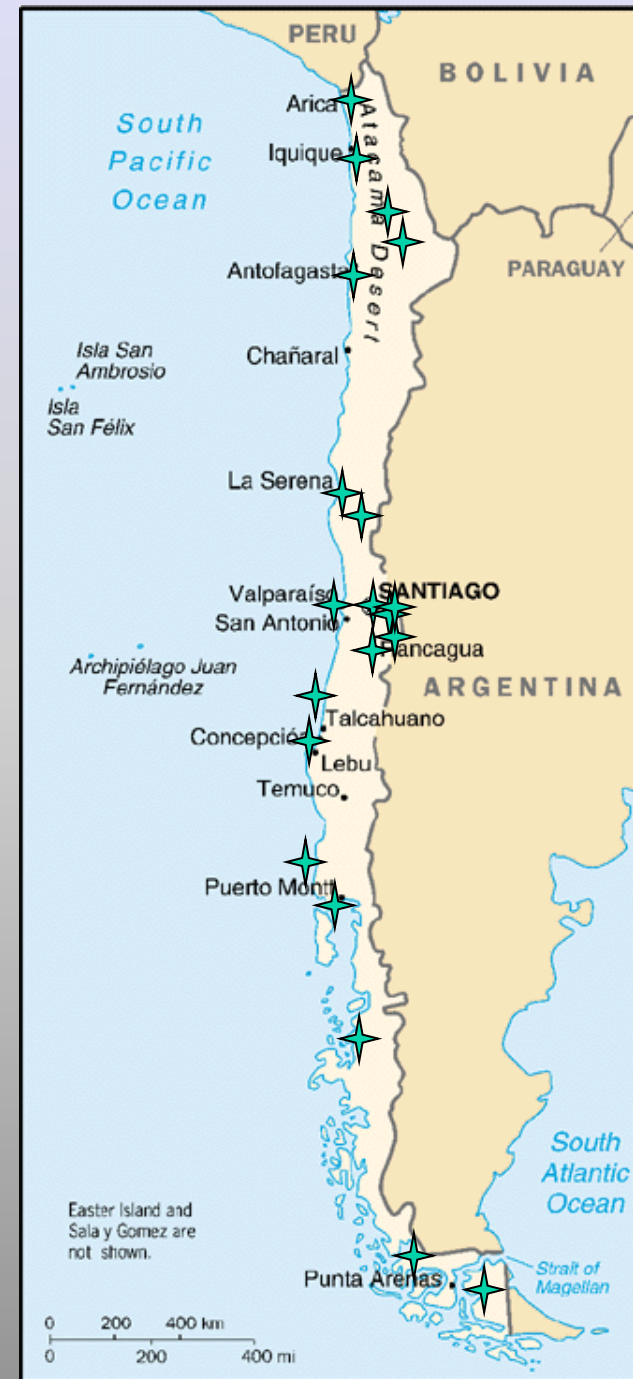 PERU
BOLIVIA
South
Pacific
Ocean
Arica
Iquique
Atacama Desert
PARAGUAY
Antofagasta
Chañaral
Isla San
Ambrosio
Isla
San Félix
La Serena
Valparaíso
SANTIAGO
San Antonio
Rancagua
Archipiélago Juan
Fernández
ARGENTINA
Talcahuano
Concepción
Lebu
Temuco
Puerto Montt
South
Atlantic
Ocean
Easter Island and
Sala y Gomez are
not shown.
Strait of
Magellan
Punta Arenas
0 200 400 km
0 200 400 mi